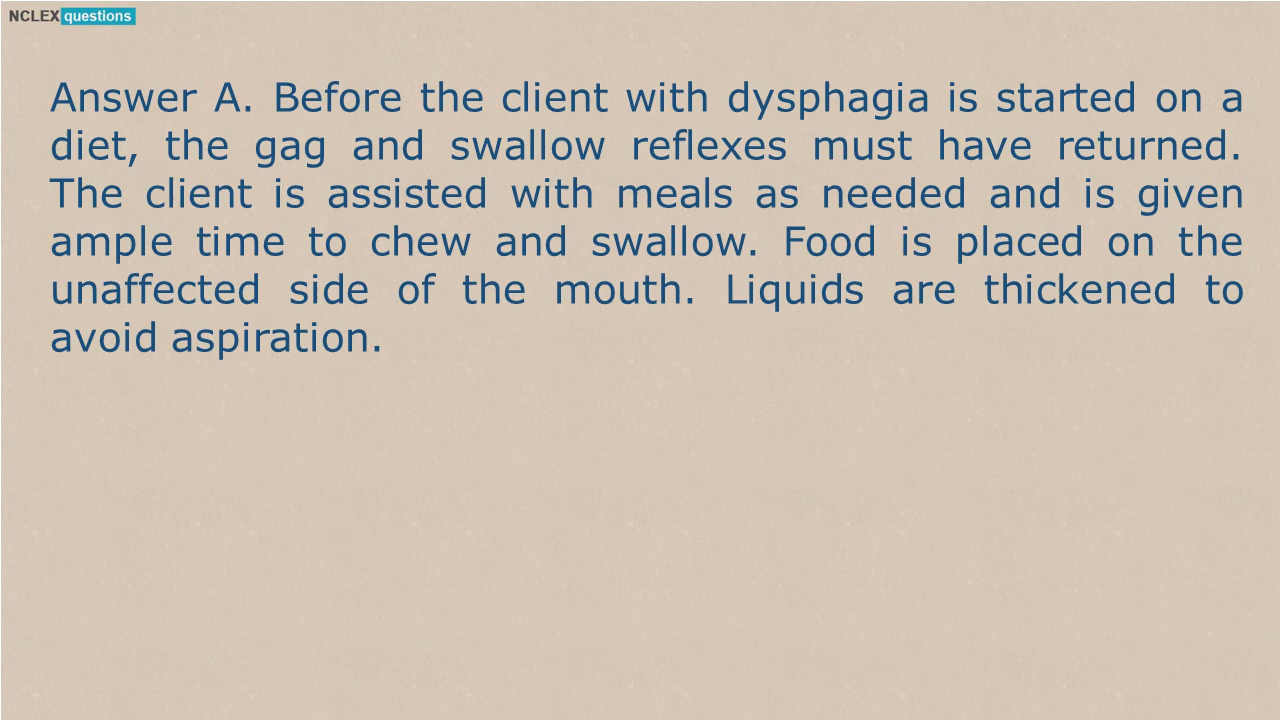 NCLEX questions
Answer A. Before the client with dysphagia is started on a
diet, the gag and swallow reflexes must have returned.
The client is assisted with meals as needed and is given
ample time to chew and swallow. Food is placed on the
unaffected side of the mouth. Liquids are thickened to
avoid aspiration.